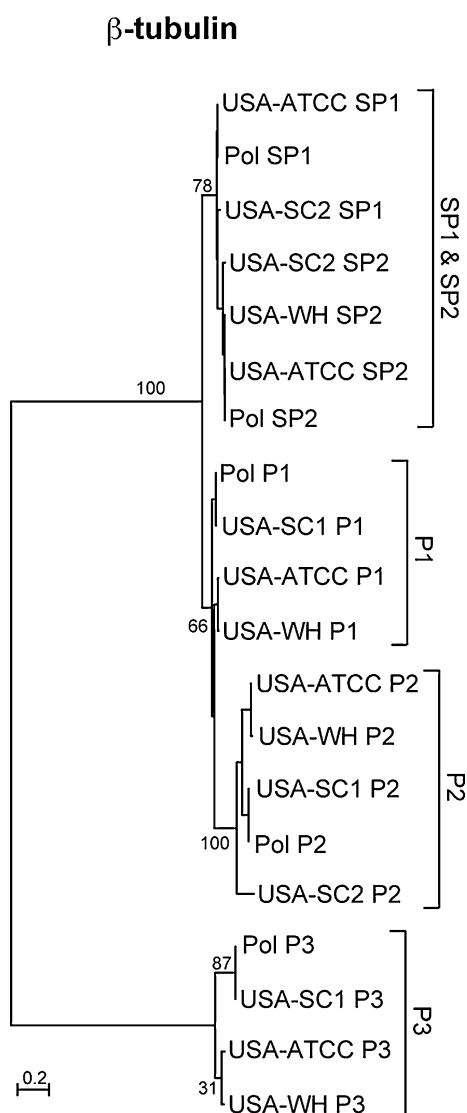 β-tubulin
USA-ATCC SP1
Pol SP1
78
USA-SC2 SP1
USA-SC2 SP2
SP1 & SP2
USA-WH SP2
USA-ATCC SP2
100
Pol SP2
Pol P1
USA-SC1 P1
P1
USA-ATCC P1
66
USA-WH P1
USA-ATCC P2
USA-WH P2
USA-SC1 P2
P2
100
Pol P2
USA-SC2 P2
Pol P3
87
USA-SC1 P3
P3
USA-ATCC P3
0.2
31
USA-WH P3